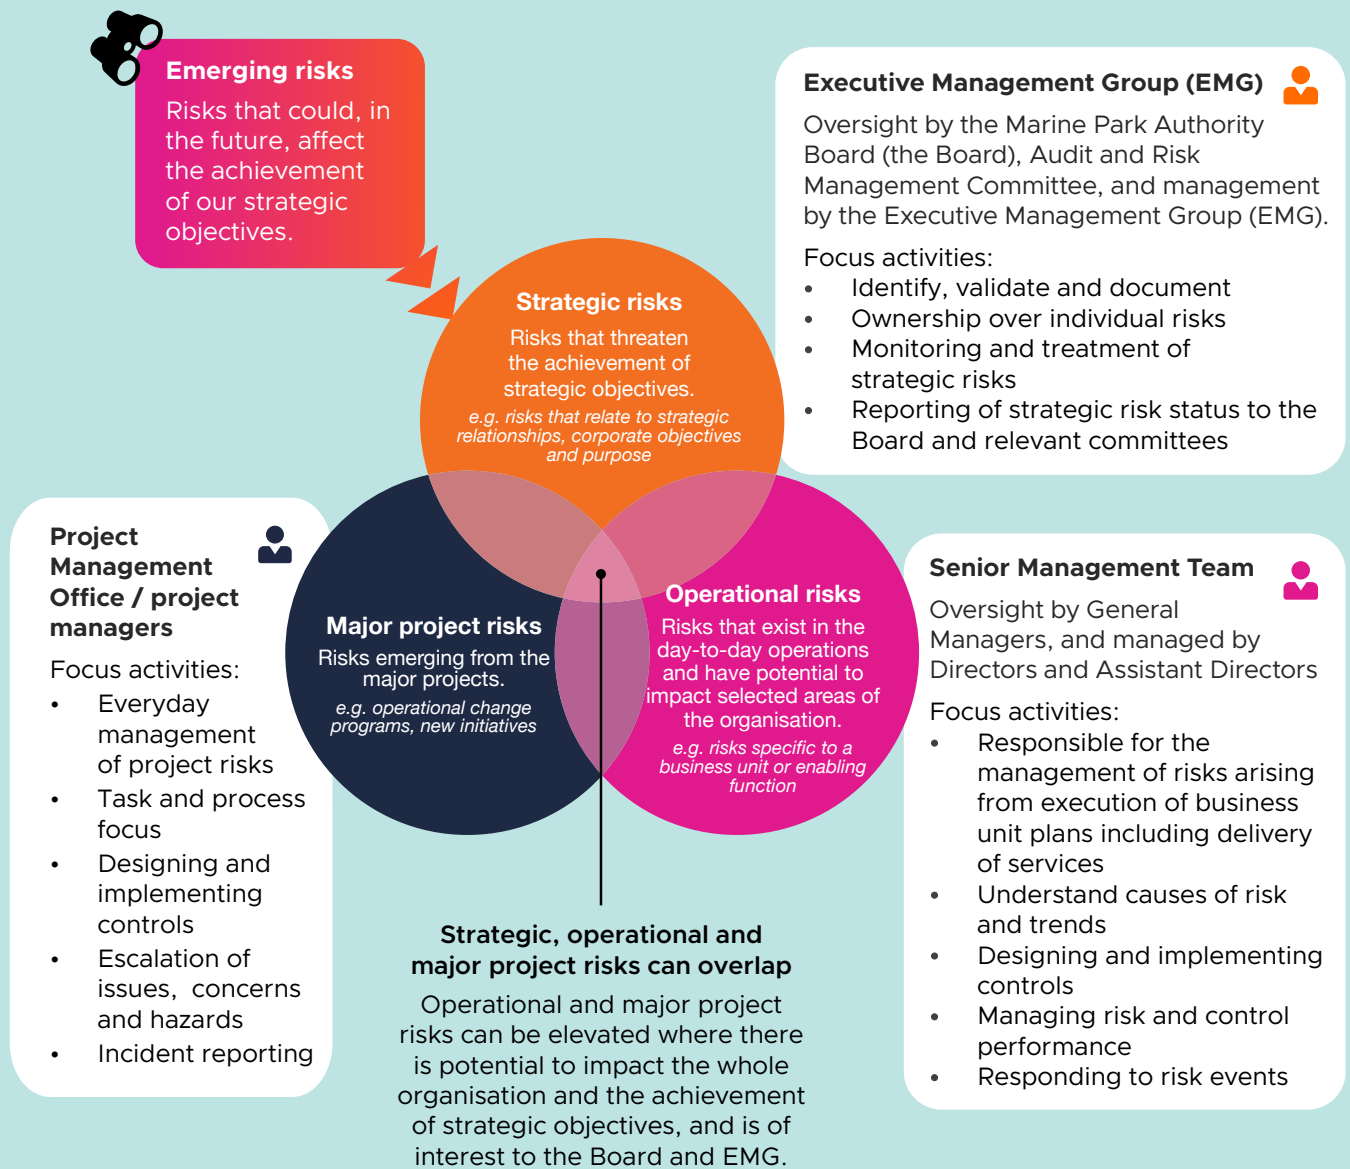 Emerging risks
Risks that could, in
the future, affect
the achievement
of our strategic
objectives.
Executive Management Group (EMG)
Oversight by the Marine Park Authority
Board (the Board), Audit and Risk
Management Committee, and management
by the Executive Management Group (EMG).
Focus activities:
• Identify, validate and document
• Ownership over individual risks
• Monitoring and treatment of
strategic risks
• Reporting of strategic risk status to the
Board and relevant committees
Strategic risks
Risks that threaten
the achievement of
strategic objectives.
e.g. risks that relate to strategic
relationships, corporate objectives
and purpose
Project
Management
Office / project
managers
Focus activities:
• Everyday
management
of project risks
• Task and process
focus
• Designing and
implementing
controls
• Escalation of
issues, concerns
and hazards
• Incident reporting
Major project risks
Risks emerging from the
major projects.
e.g. operational change
programs, new initiatives
Operational risks
Risks that exist in the
day-to-day operations
and have potential to
impact selected areas of
the organisation.
e.g. risks specific to a
business unit or enabling
function
Senior Management Team
Oversight by General
Managers, and managed by
Directors and Assistant Directors
Focus activities:
• Responsible for the
management of risks arising
from execution of business
unit plans including delivery
of services
• Understand causes of risk
and trends
• Designing and implementing
controls
• Managing risk and control
performance
• Responding to risk events
Strategic, operational and
major project risks can overlap
Operational and major project
risks can be elevated where there
is potential to impact the whole
organisation and the achievement
of strategic objectives, and is of
interest to the Board and EMG.